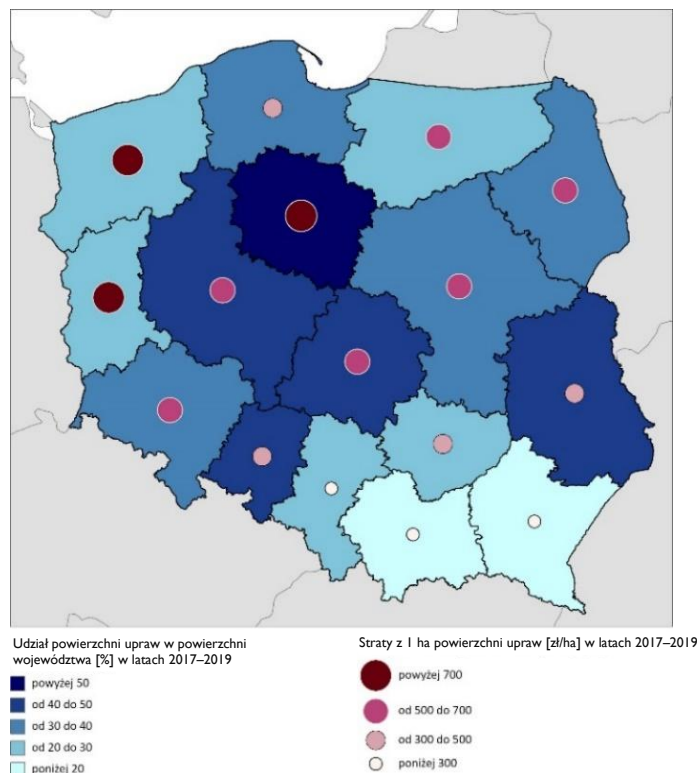 Udział powierzchni upraw w powierzchni
województwa [%] w latach 2017–2019
powyżej 50
od 40 do 50
od 30 do 40
od 20 do 30
poniżej 20
Straty z 1 ha powierzchni upraw [zł/ha] w latach 2017–2019
powyżej 700
od 500 do 700
od 300 do 500
poniżej 300